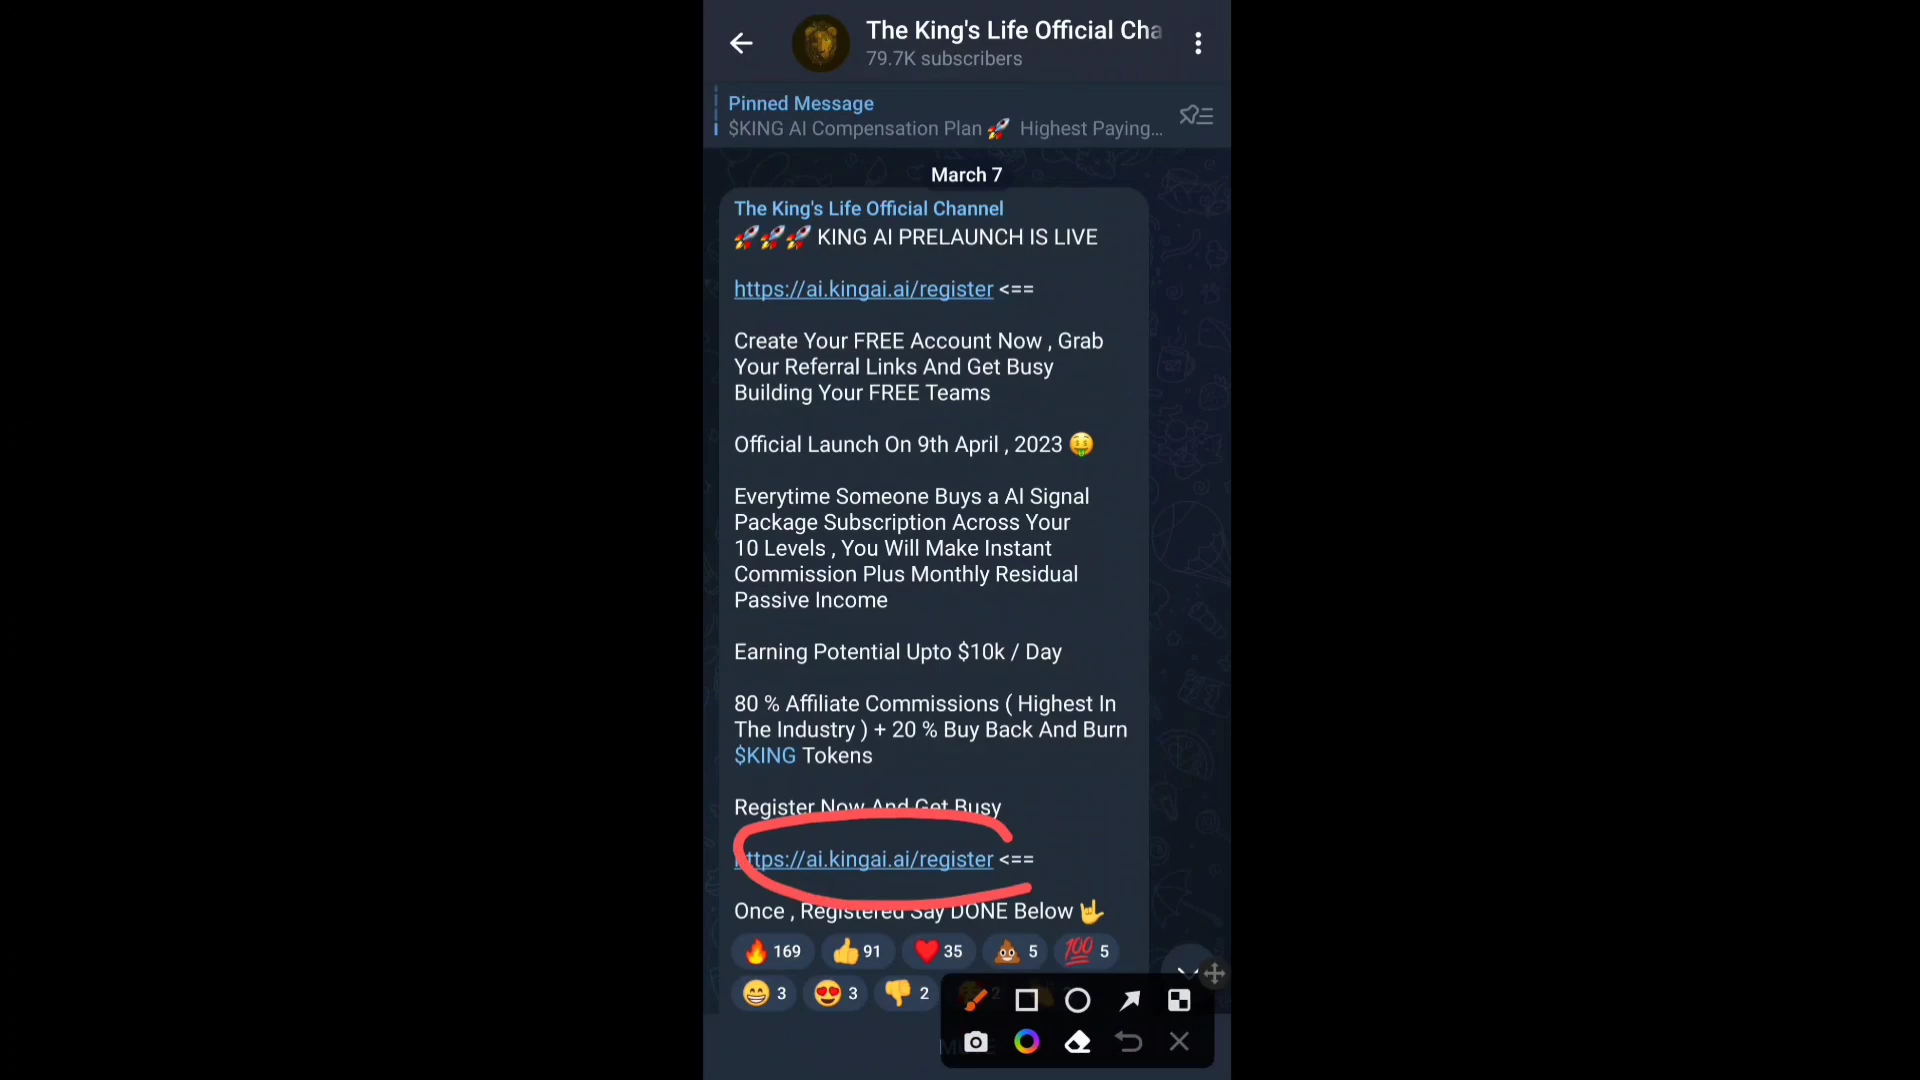 The King's Life Official Cha
79.7K subscribers
Pinned Message
$KING AI Compensation Plan 🚀 Highest Paying...
March 7
The King's Life Official Channel
🚀🚀🚀 KING AI PRELAUNCH IS LIVE
https://ai.kingai.ai/register <==
Create Your FREE Account Now , Grab
Your Referral Links And Get Busy
Building Your FREE Teams
Official Launch On 9th April , 2023 🤑
Everytime Someone Buys a AI Signal
Package Subscription Across Your
10 Levels , You Will Make Instant
Commission Plus Monthly Residual
Passive Income
Earning Potential Upto $10k / Day
80 % Affiliate Commissions ( Highest In
The Industry ) + 20 % Buy Back And Burn
$KING Tokens
Register Now And Get Busy
https://ai.kingai.ai/register <==
Once , Registered Say DONE Below 🤟
🔥 169 👍 91 ❤️ 35 💩 5 💯 5
😁 3 😍 3 👎 2 2